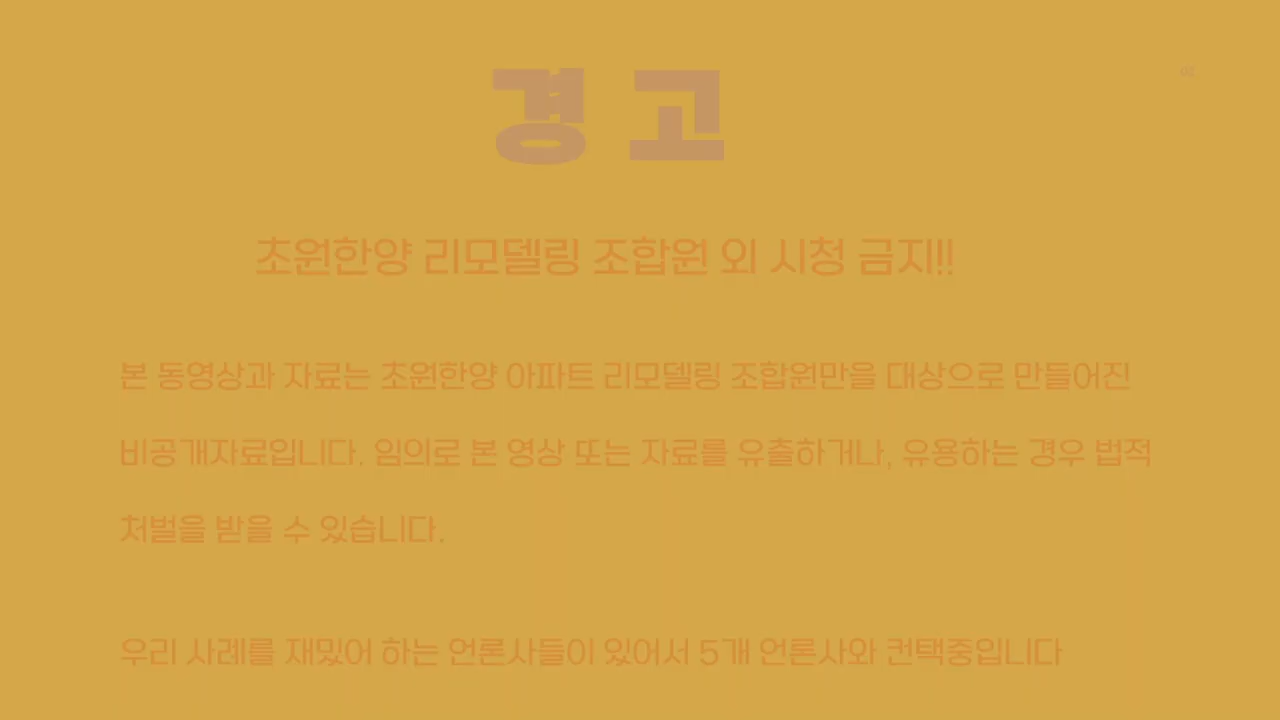 경 고
초원한양 리모델링 조합원 외 시청 금지!!
본 동영상과 자료는 초원한양 아파트 리모델링 조합원만을 대상으로 만들어진
비공개자료입니다. 임의로 본 영상 또는 자료를 유출하거나, 유용하는 경우 법적
처벌을 받을 수 있습니다.
우리 사례를 재밌어 하는 언론사들이 있어서 5개 언론사와 컨택중입니다